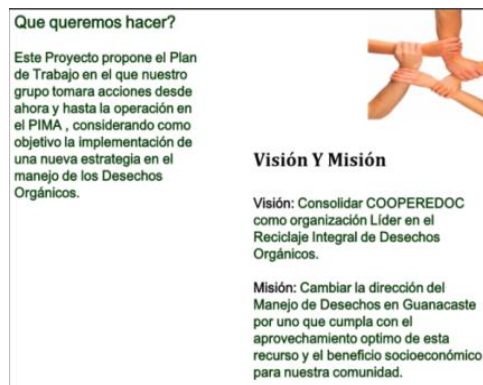 Que queremos hacer?
Este Proyecto propone el Plan
de Trabajo en el que nuestro
grupo tomara acciones desde
ahora y hasta la operación en
el PIMA , considerando como
objetivo la implementación de
una nueva estrategia en el
manejo de los Desechos
Orgánicos.
Visión Y Misión
Visión: Consolidar COOPEREDOC
como organización Líder en el
Reciclaje Integral de Desechos
Orgánicos.
Misión: Cambiar la dirección del
Manejo de Desechos en Guanacaste
por uno que cumpla con el
aprovechamiento optimo de esta
recurso y el beneficio socioeconómico
para nuestra comunidad.